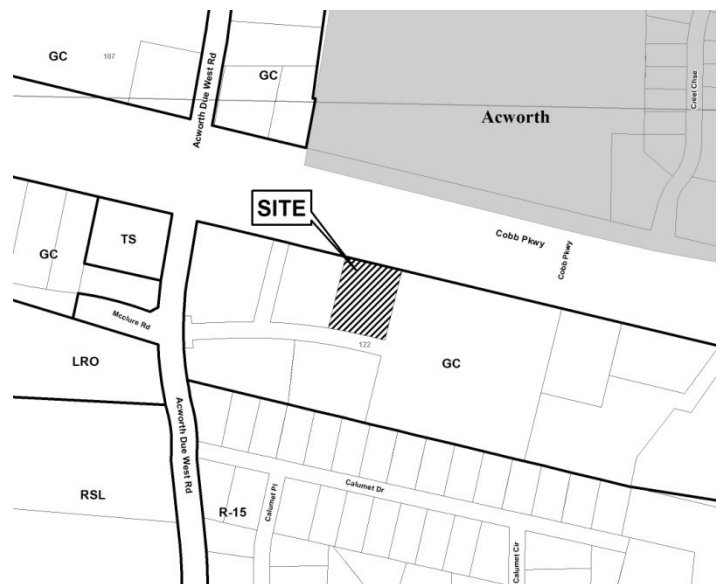 GC
107
Acworth Due West Rd
GC
Acworth
Creel Chse
SITE
Cobb Pkwy
Cobb Pkwy
GC
TS
Mcclure Rd
122
GC
LRO
Acworth Due West Rd
RSL
R-15
Calumet Pl
Calumet Dr
Calumet Cir